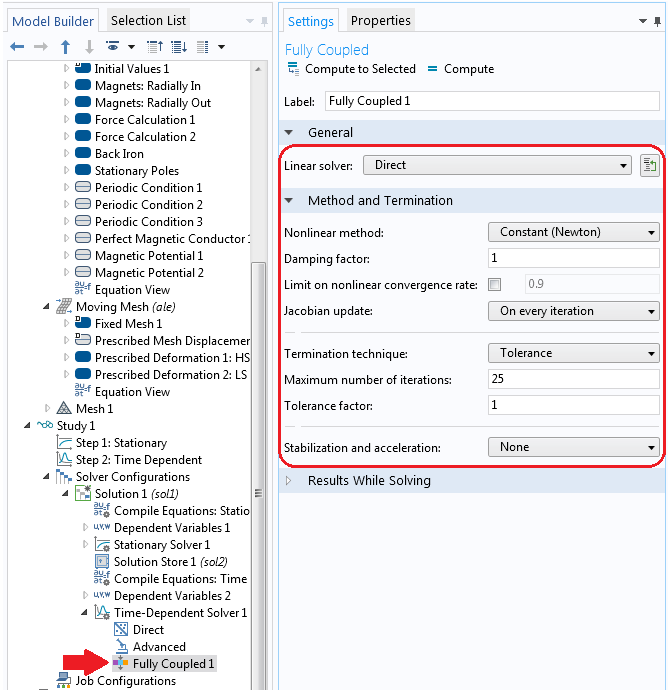 Model Builder
Selection List
Initial Values 1
Magnets: Radially In
Magnets: Radially Out
Force Calculation 1
Force Calculation 2
Back Iron
Stationary Poles
Periodic Condition 1
Periodic Condition 2
Periodic Condition 3
Perfect Magnetic Conductor 1
Magnetic Potential 1
Magnetic Potential 2
Equation View
Moving Mesh (ale)
Fixed Mesh 1
Prescribed Mesh Displacemen
Prescribed Deformation 1: HS
Prescribed Deformation 2: LS
Equation View
Mesh 1
Study 1
Step 1: Stationary
Step 2: Time Dependent
Solver Configurations
Solution 1 (sol1)
Compile Equations: Statio
Dependent Variables 1
Stationary Solver 1
Solution Store 1 (sol2)
Compile Equations: Time
Dependent Variables 2
Time-Dependent Solver 1
Direct
Advanced
Fully Coupled 1
Job Configurations
Settings
Properties
Fully Coupled
Compute to Selected
= Compute
Label: Fully Coupled 1
General
Linear solver: Direct
Method and Termination
Nonlinear method: Constant (Newton)
Damping factor: 1
Limit on nonlinear convergence rate: 0.9
Jacobian update: On every iteration
Termination technique: Tolerance
Maximum number of iterations: 25
Tolerance factor: 1
Stabilization and acceleration: None
Results While Solving